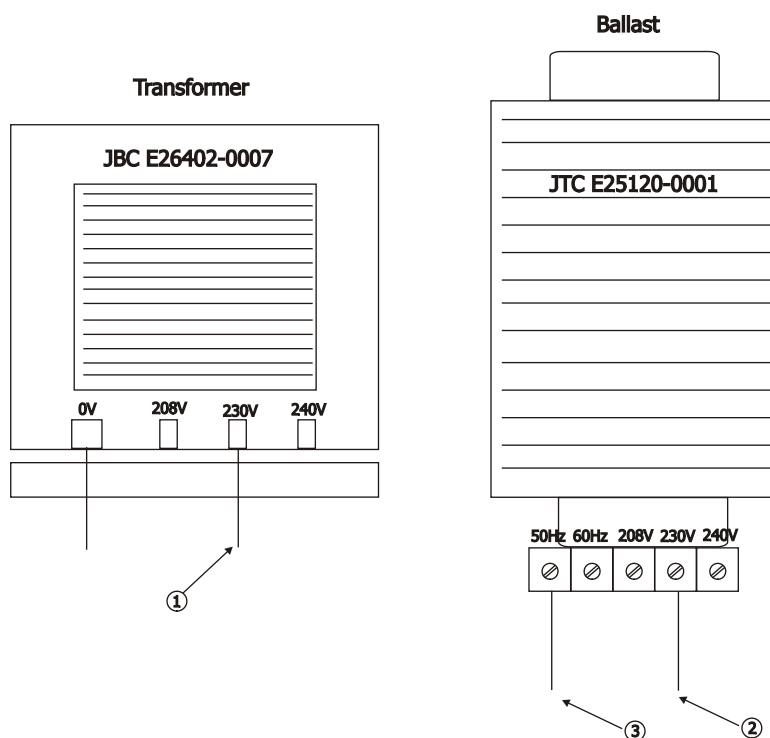 Transformer
JBC E26402-0007
0V 208V 230V 240V
①
Ballast
JTC E25120-0001
50Hz 60Hz 208V 230V 240V
③ ②